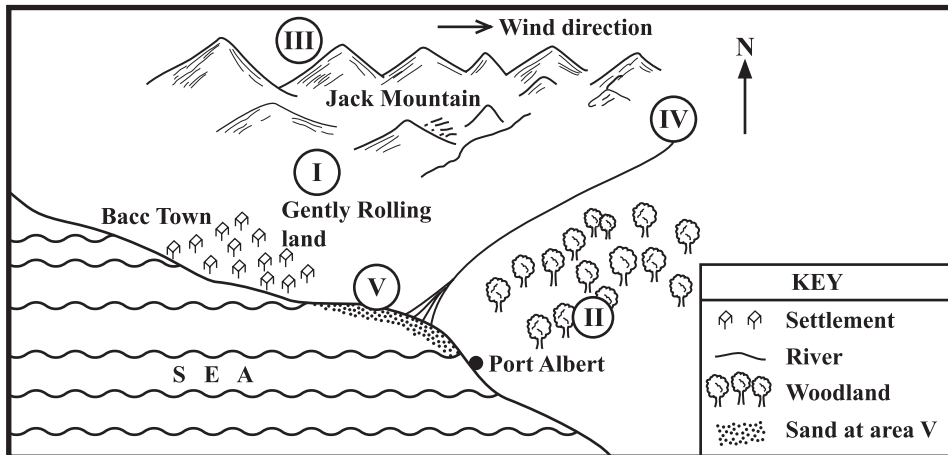 III
Wind direction
N
Jack Mountain
IV
I
Bacc Town
Gently Rolling
land
V
II
KEY
Settlement
River
Woodland
Sand at area V
Port Albert
S E A